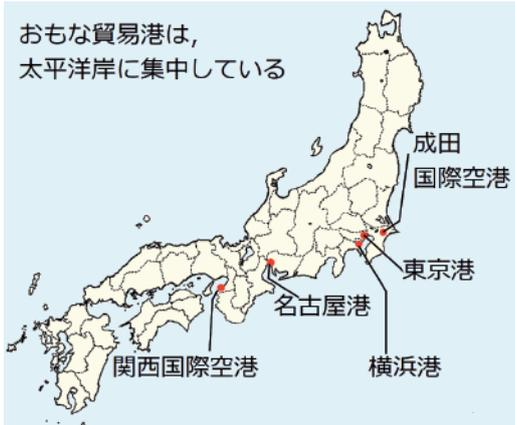 おもな貿易港は,
太平洋岸に集中している
成田
国際空港
東京港
名古屋港
関西国際空港
横浜港